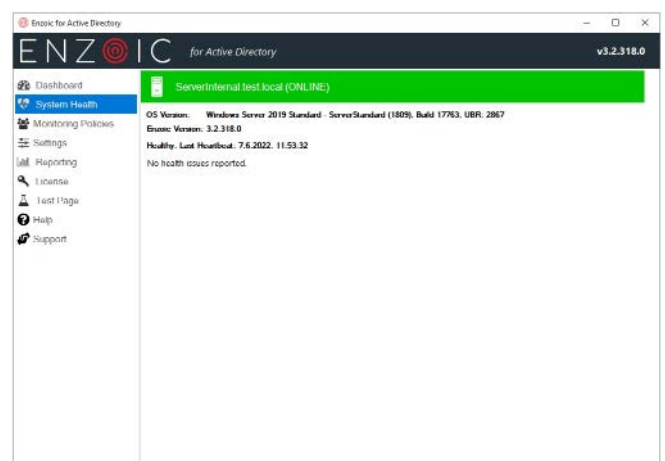 Enzoic for Active Directory
ENZOIC for Active Directory v3.2.318.0
Dashboard
System Health
Monitoring Policies
Settings
Reporting
License
Test Page
Help
Support
ServerInternal.test.local (ONLINE)
OS Version: Windows Server 2019 Standard - ServerStandard (1809), Build 17763, UBR: 2867
Enzoic Version: 3.2.318.0
Healthy. Last Heartbeat: 7.6.2022. 11.53.32
No health issues reported.